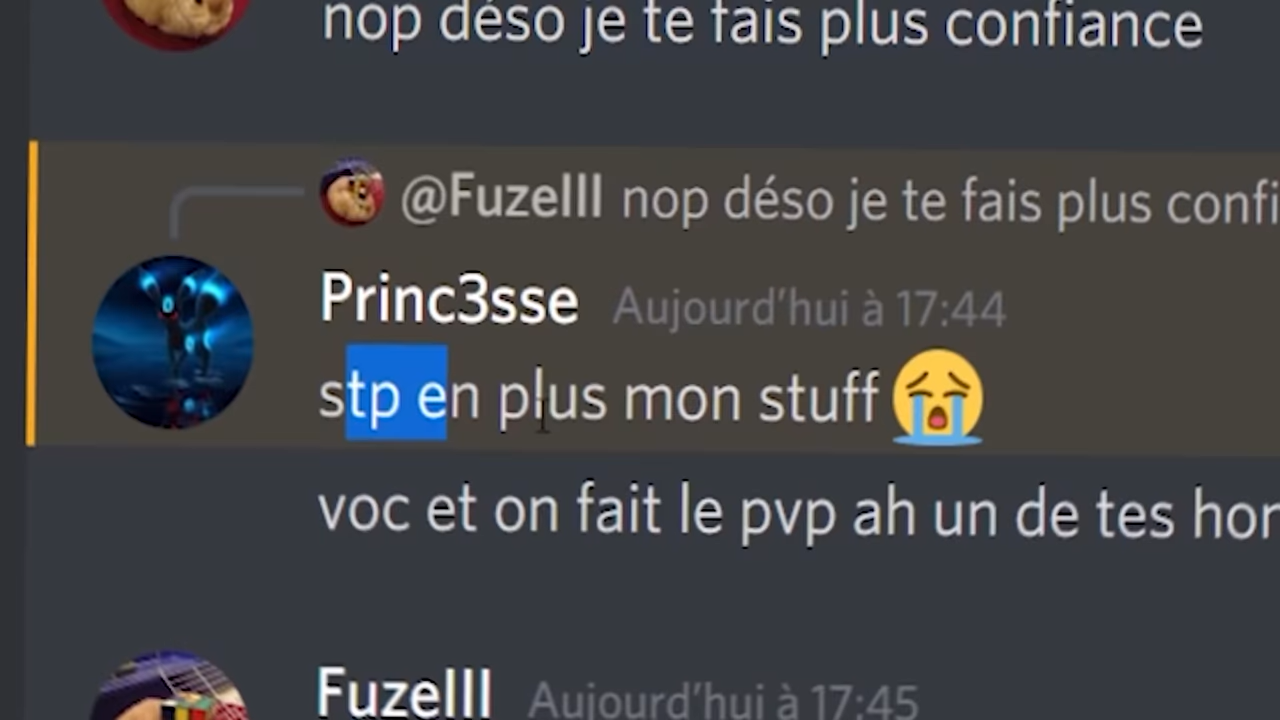 nop déso je te fais plus confiance
@FuzeIII nop déso je te fais plus confi
Princ3sse Aujourd'hui à 17:44
stp en plus mon stuff 😭
voc et on fait le pvp ah un de tes hor
FuzeIII Aujourd'hui à 17:45